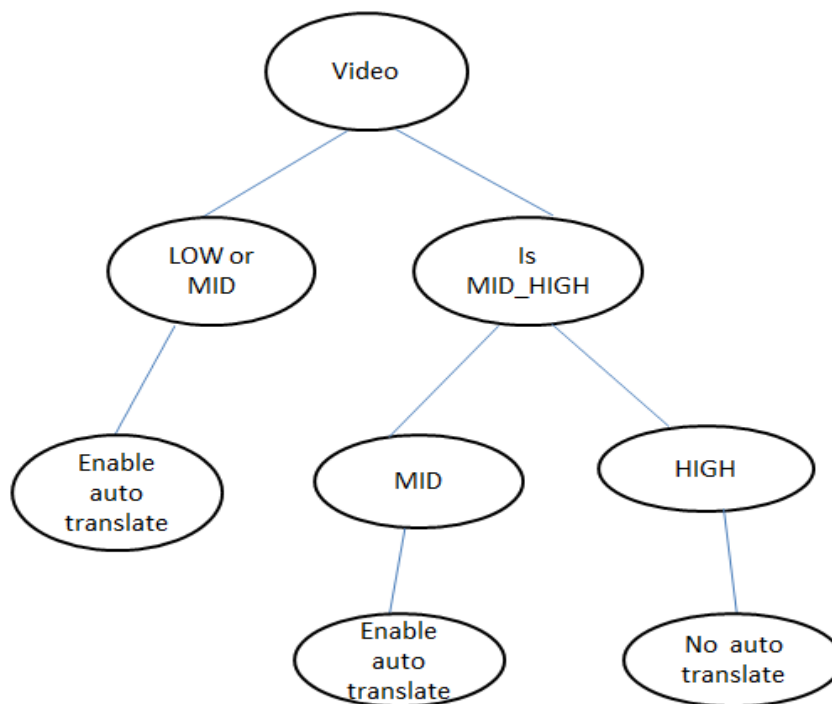 Video
LOW or
MID
Is
MID_HIGH
Enable
auto
translate
MID
HIGH
Enable
auto
translate
No auto
translate